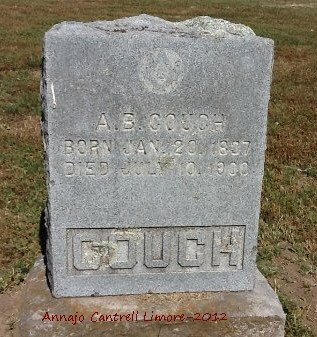 A.B. COUCH
BORN JAN. 20, 1837
DIED JULY 10, 1900
COUCH
Annajo Cantrell Limore-2012